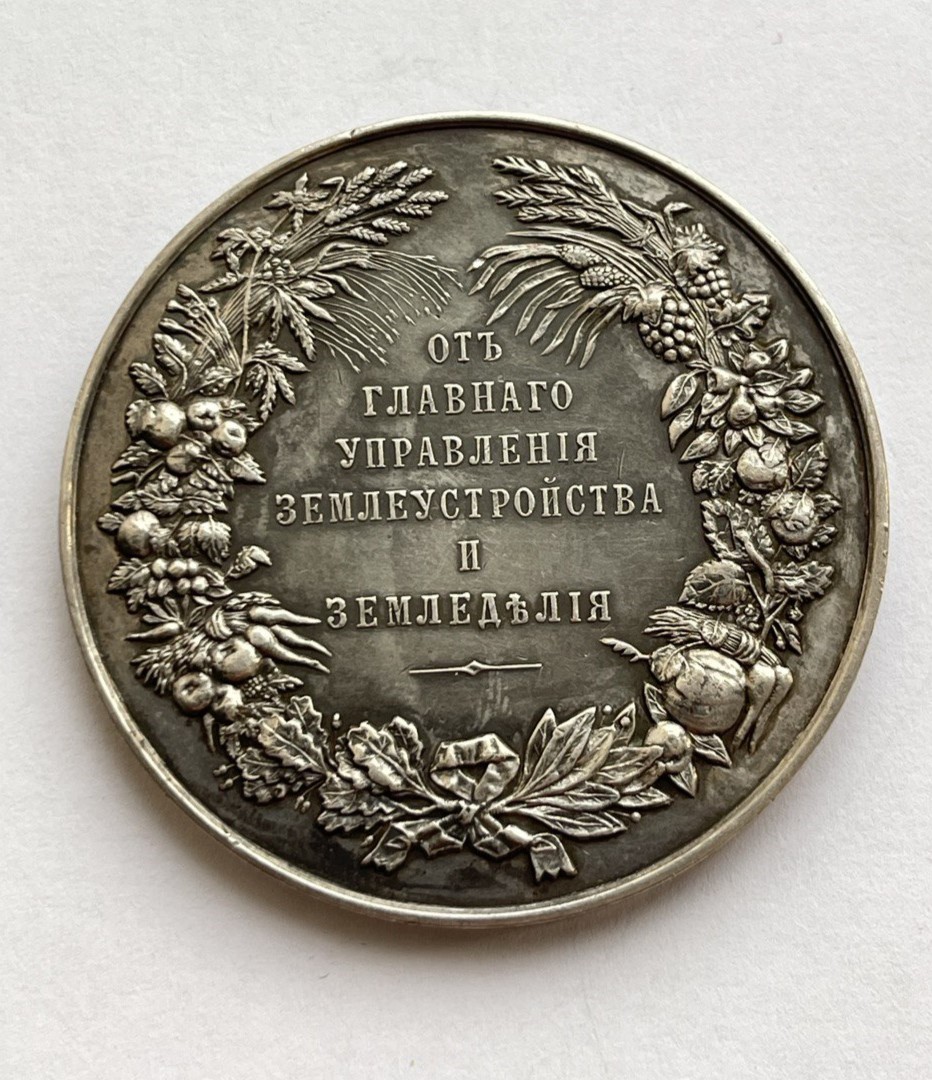 ОТЪ
ГЛАВНАГО
УПРАВЛЕНІЯ
ЗЕМЛЕУСТРОЙСТВА
И
ЗЕМЛЕДѢЛІЯ